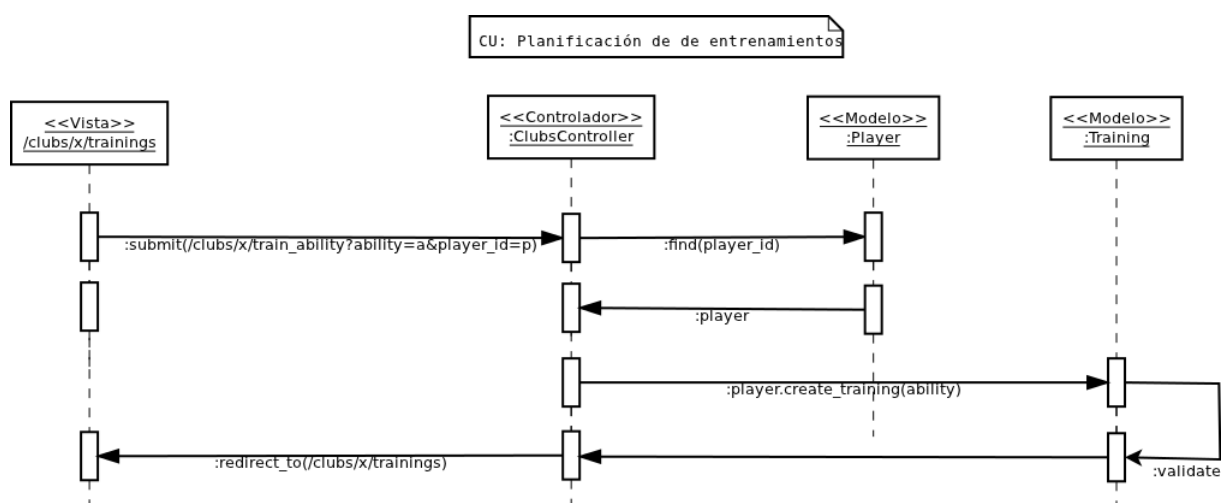 CU: Planificación de de entrenamientos
<<Vista>>
/clubs/x/trainings
<<Controlador>>
:ClubsController
<<Modelo>>
:Player
<<Modelo>>
:Training
:submit(/clubs/x/train_ability?ability=a&player_id=p)
:find(player_id)
:player
:player.create_training(ability)
:redirect_to(/clubs/x/trainings)
:validate